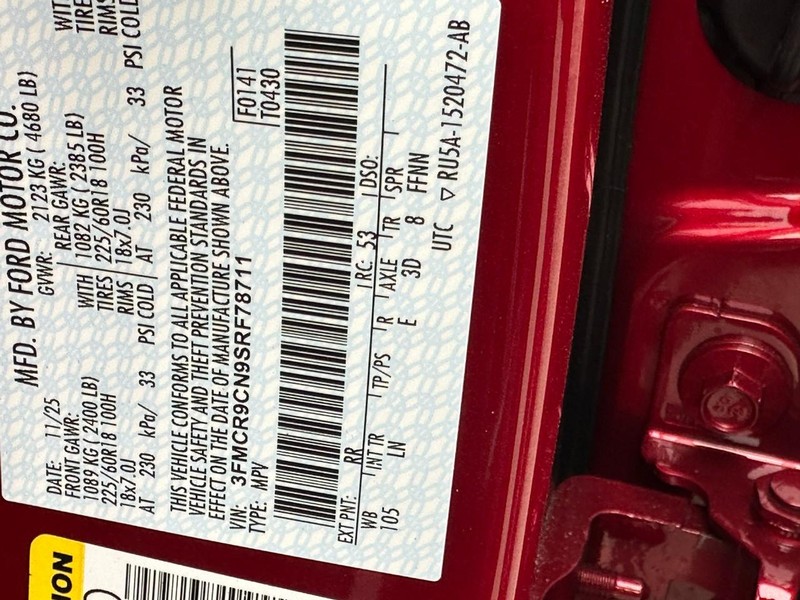 MFD. BY FORD MOTOR CO.
DATE: 11/25 GVWR: 2123 KG ( 4680 LB)
FRONT GAWR: REAR GAWR:
1089 KG ( 2400 LB) WITH 1082 KG ( 2385 LB) WITH
225/60R18 100H TIRES 225/60R18 100H TIRES
18x7.0J RIMS 18x7.0J RIMS
AT 230 kPa/ 33 PSI COLD AT 230 kPa/ 33 PSI COLD
THIS VEHICLE CONFORMS TO ALL APPLICABLE FEDERAL MOTOR
VEHICLE SAFETY AND THEFT PREVENTION STANDARDS IN
EFFECT ON THE DATE OF MANUFACTURE SHOWN ABOVE.
VIN: 3FMCR9CN9SRF78711
TYPE: MPV
F0141
T0430
EXT PNT: RR RC: 53 DSO:
WB INT TR TP/PS R AXLE TR SPR
105 LN E 3D 8 FFNN
UTC ▽ RU5A-1520472-AB